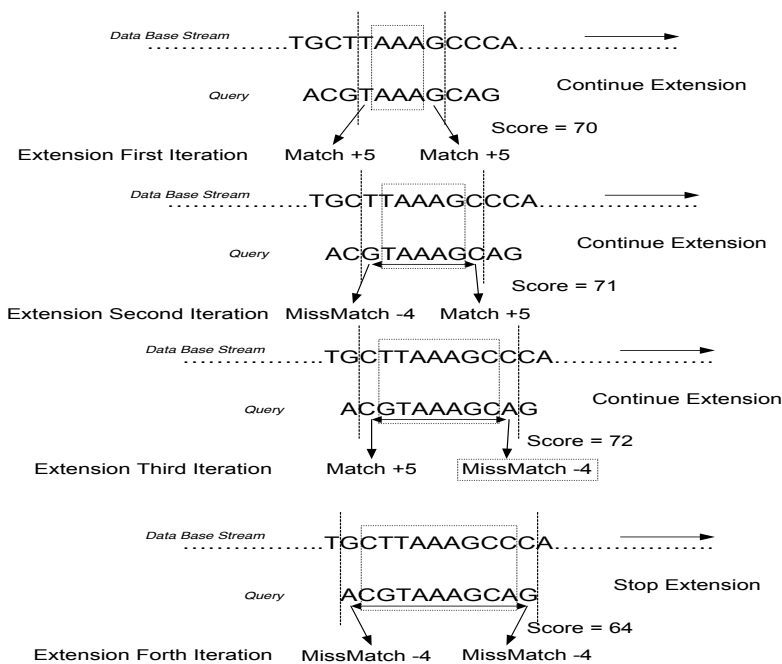 Data Base Stream TGCTTAAAGCCCA
Query ACGTAAAGCAG Continue Extension
Score = 70
Extension First Iteration Match +5 Match +5
Data Base Stream TGCTTAAAGCCCA
Query ACGTAAAGCAG Continue Extension
Score = 71
Extension Second Iteration MissMatch -4 Match +5
Data Base Stream TGCTTAAAGCCCA
Query ACGTAAAGCAG Continue Extension
Score = 72
Extension Third Iteration Match +5 MissMatch -4
Data Base Stream TGCTTAAAGCCCA
Query ACGTAAAGCAG Stop Extension
Score = 64
Extension Forth Iteration MissMatch -4 MissMatch -4